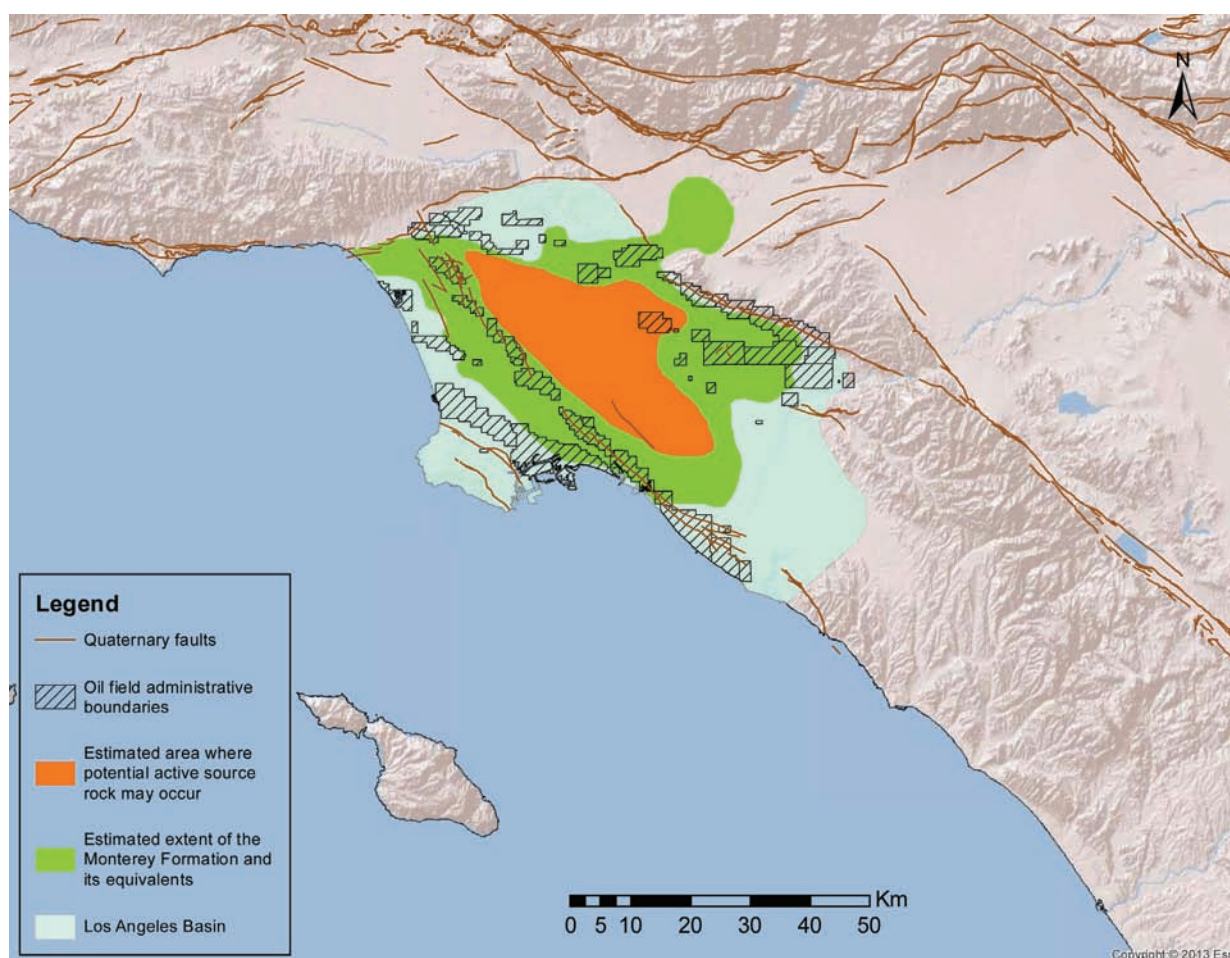 N
Legend
Quaternary faults
Oil field administrative
boundaries
Estimated area where
potential active source
rock may occur
Estimated extent of the
Monterey Formation and
its equivalents
Los Angeles Basin
Km
0 5 10 20 30 40 50
Copyright © 2013